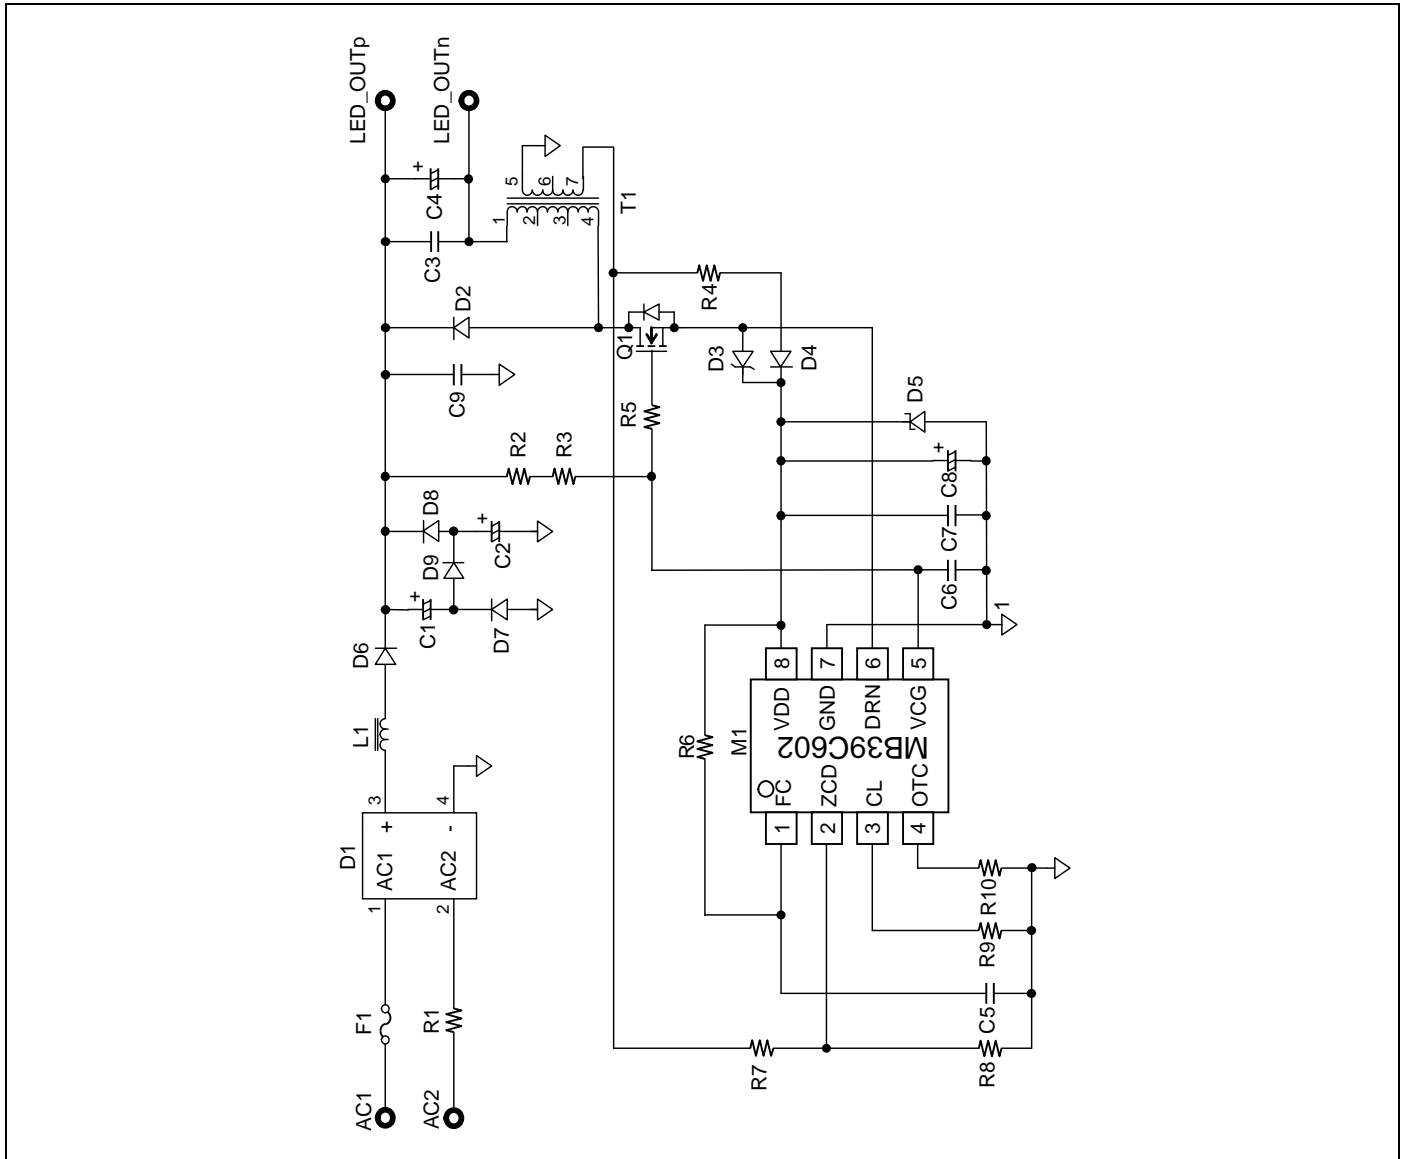 LED_OUTp
LED_OUTn
+
C4
C3
5
6
7
1
2
3
4
T1
D2
R4
Q1
D3
D4
C9
R5
D5
R2
R3
+
C8
D8
+
C2
D9
C7
+
C1
D7
C6
1
D6
L1
R6
M1
8
7
6
5
VDD
GND
DRN
VCG
MB39C602
FC
ZCD
CL
OTC
1
2
3
4
D1
3
4
+
-
AC1
AC2
1
2
R10
R9
C5
R8
R7
F1
R1
AC1
AC2